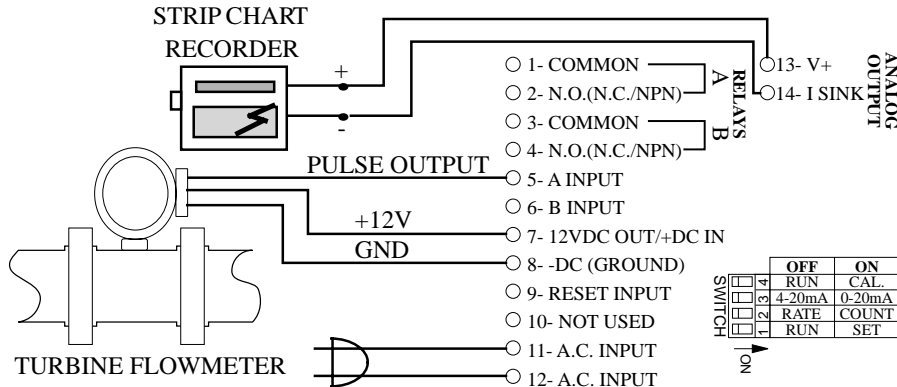 STRIP CHART
RECORDER
+
-
PULSE OUTPUT
+12V
GND
TURBINE FLOWMETER
1- COMMON
2- N.O.(N.C./NPN)
3- COMMON
4- N.O.(N.C./NPN)
5- A INPUT
6- B INPUT
7- 12VDC OUT/+DC IN
8- -DC (GROUND)
9- RESET INPUT
10- NOT USED
11- A.C. INPUT
12- A.C. INPUT
A
B
RELAYS
13- V+
14- I SINK
ANALOG
OUTPUT
SWITCH
OFF ON
4 RUN CAL.
3 4-20mA 0-20mA
2 RATE COUNT
1 RUN SET
ON